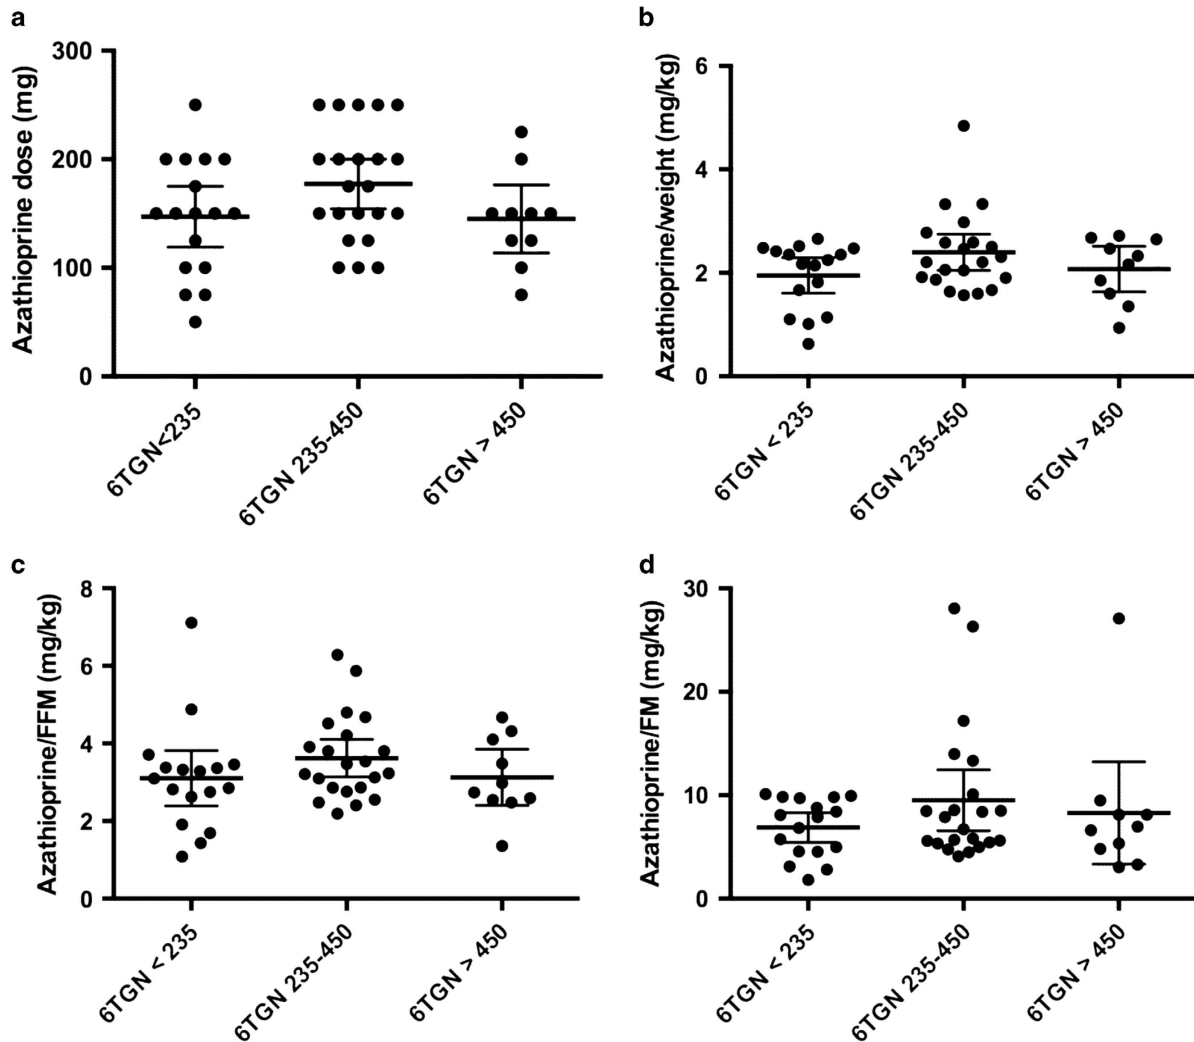 a
Azathioprine dose (mg)
300
200
100
0
6TGN<235
6TGN 235-450
6TGN > 450
b
Azathioprine/weight (mg/kg)
6
4
2
0
6TGN < 235
6TGN 235-450
6TGN > 450
c
Azathioprine/FFM (mg/kg)
8
6
4
2
0
6TGN < 235
6TGN 235-450
6TGN > 450
d
Azathioprine/FM (mg/kg)
30
20
10
0
6TGN < 235
6TGN 235-450
6TGN > 450